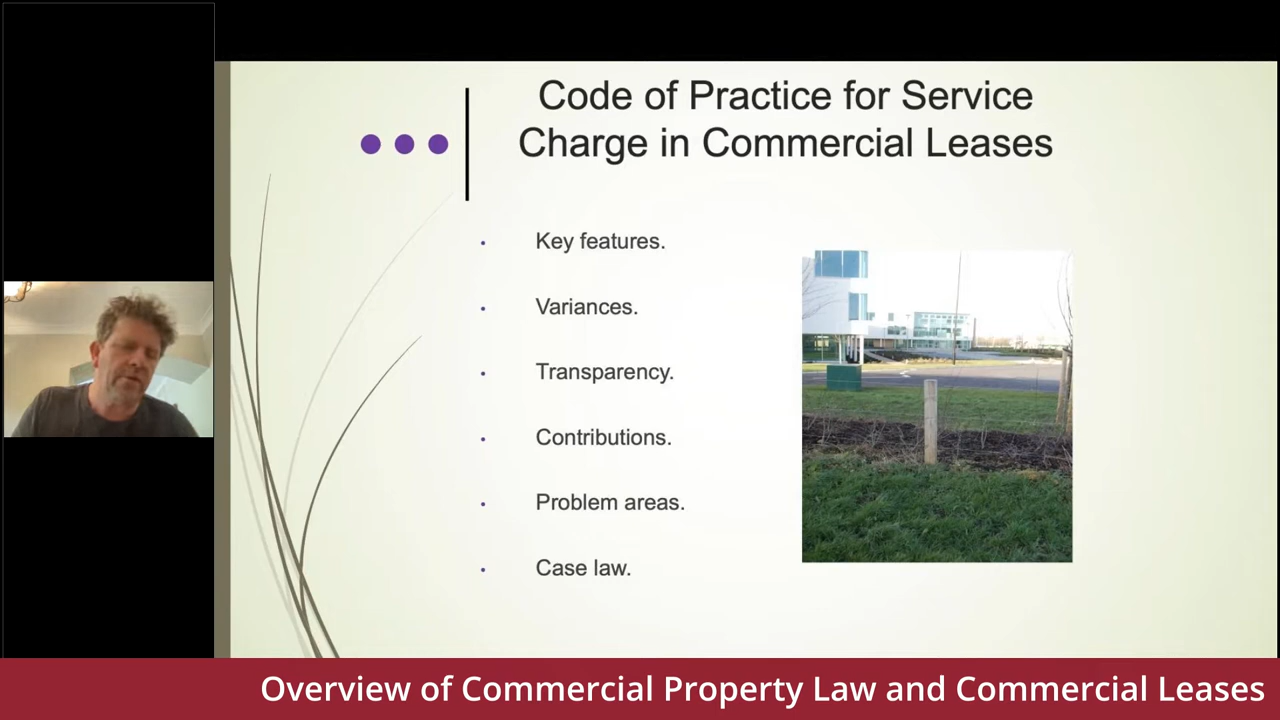 Code of Practice for Service
Charge in Commercial Leases
Key features.
Variances.
Transparency.
Contributions.
Problem areas.
Case law.
Overview of Commercial Property Law and Commercial Leases